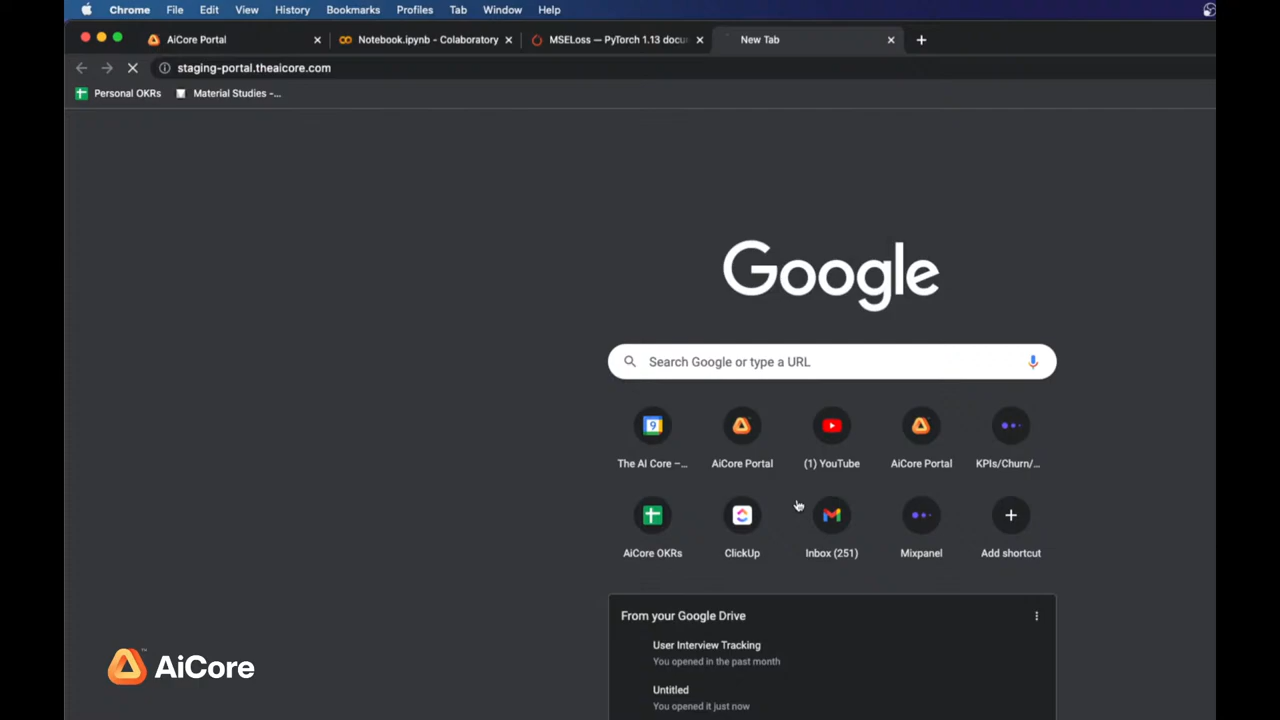 Chrome File Edit View History Bookmarks Profiles Tab Window Help
AiCore Portal Notebook.ipynb - Colaboratory MSELoss — PyTorch 1.13 docu New Tab
staging-portal.theaicore.com
Personal OKRs Material Studies -...
Google
Search Google or type a URL
9
The AI Core –... AiCore Portal (1) YouTube AiCore Portal KPIs/Churn/...
AiCore OKRs ClickUp Inbox (251) Mixpanel Add shortcut
From your Google Drive
User Interview Tracking
You opened in the past month
Untitled
You opened it just now
AiCore™